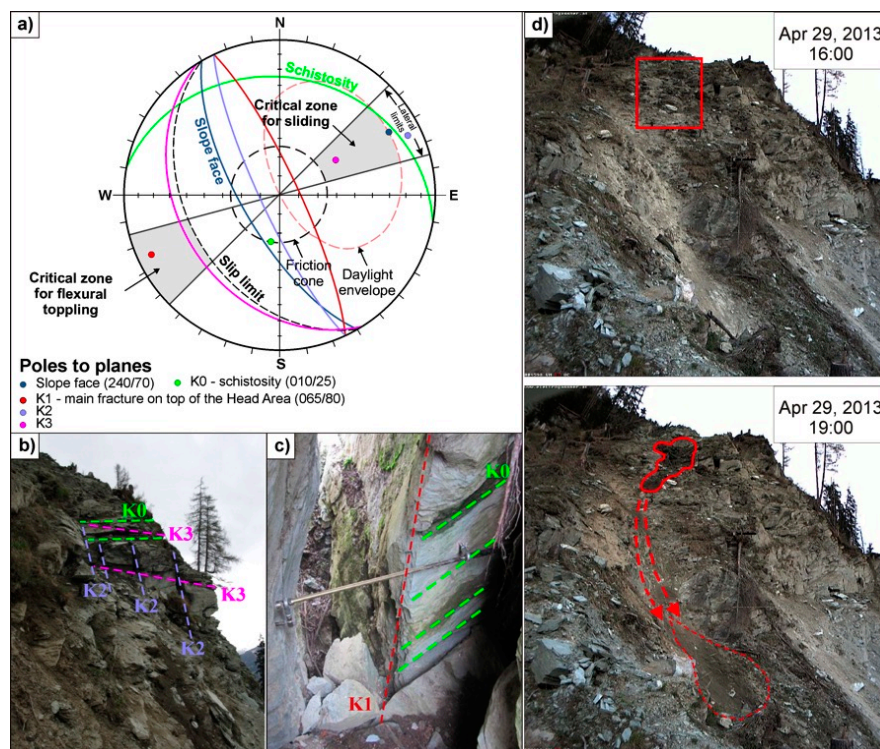 a)
N
Schistosity
Critical zone
for sliding
Lateral
limits
Slope face
W
E
Critical zone
for flexural
toppling
Slip limit
Friction
cone
Daylight
envelope
S
Poles to planes
Slope face (240/70)
K0 - schistosity (010/25)
K1 - main fracture on top of the Head Area (065/80)
K2
K3
b)
K0
K3
K2
K2
K3
K2
c)
K0
K1
d)
Apr 29, 2013
16:00
Apr 29, 2013
19:00